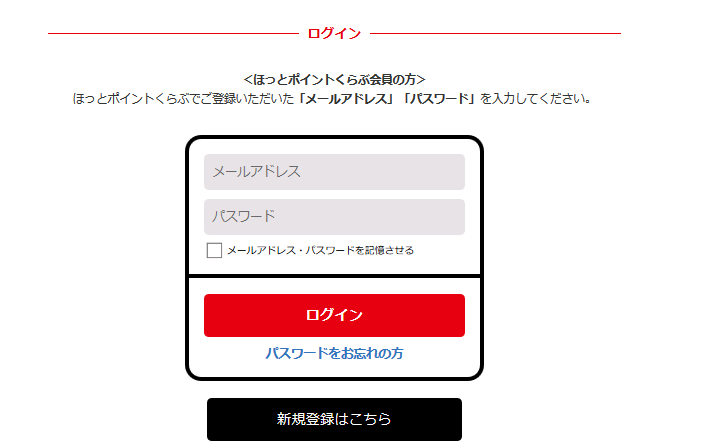 ログイン
＜ほっとポイントくらぶ会員の方＞
ほっとポイントくらぶでご登録いただいた「メールアドレス」「パスワード」を入力してください。
メールアドレス
パスワード
メールアドレス・パスワードを記憶させる
ログイン
パスワードをお忘れの方
新規登録はこちら